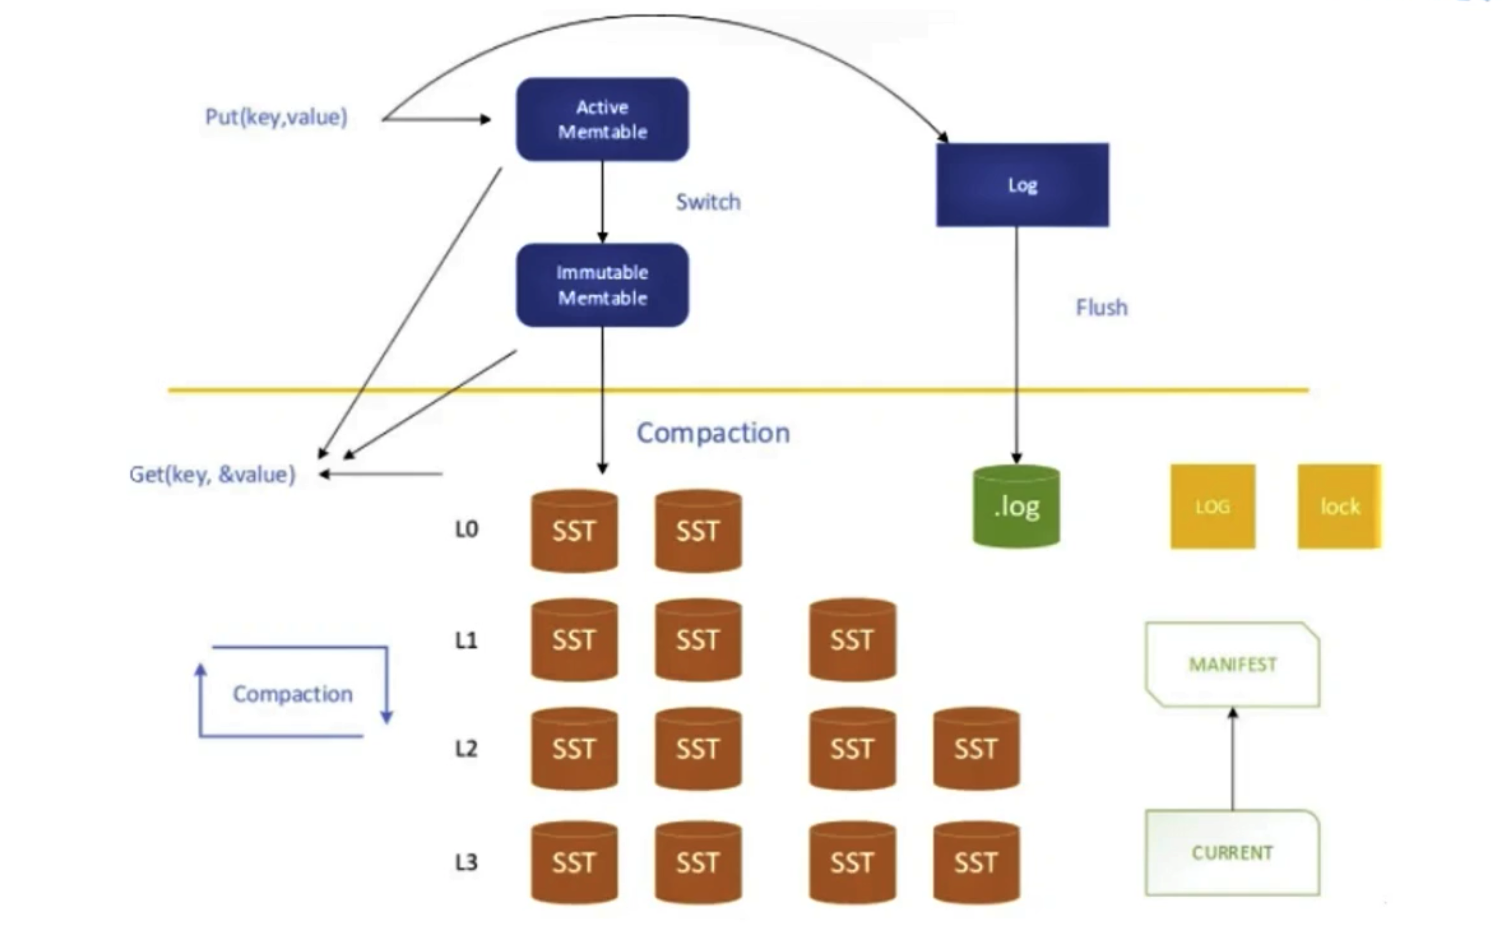 Put(key,value)
Active
Memtable
Log
Switch
Immutable
Memtable
Flush
Compaction
Get(key, &value)
L0
SST
SST
.log
LOG
lock
L1
SST
SST
SST
MANIFEST
Compaction
L2
SST
SST
SST
SST
L3
SST
SST
SST
SST
CURRENT